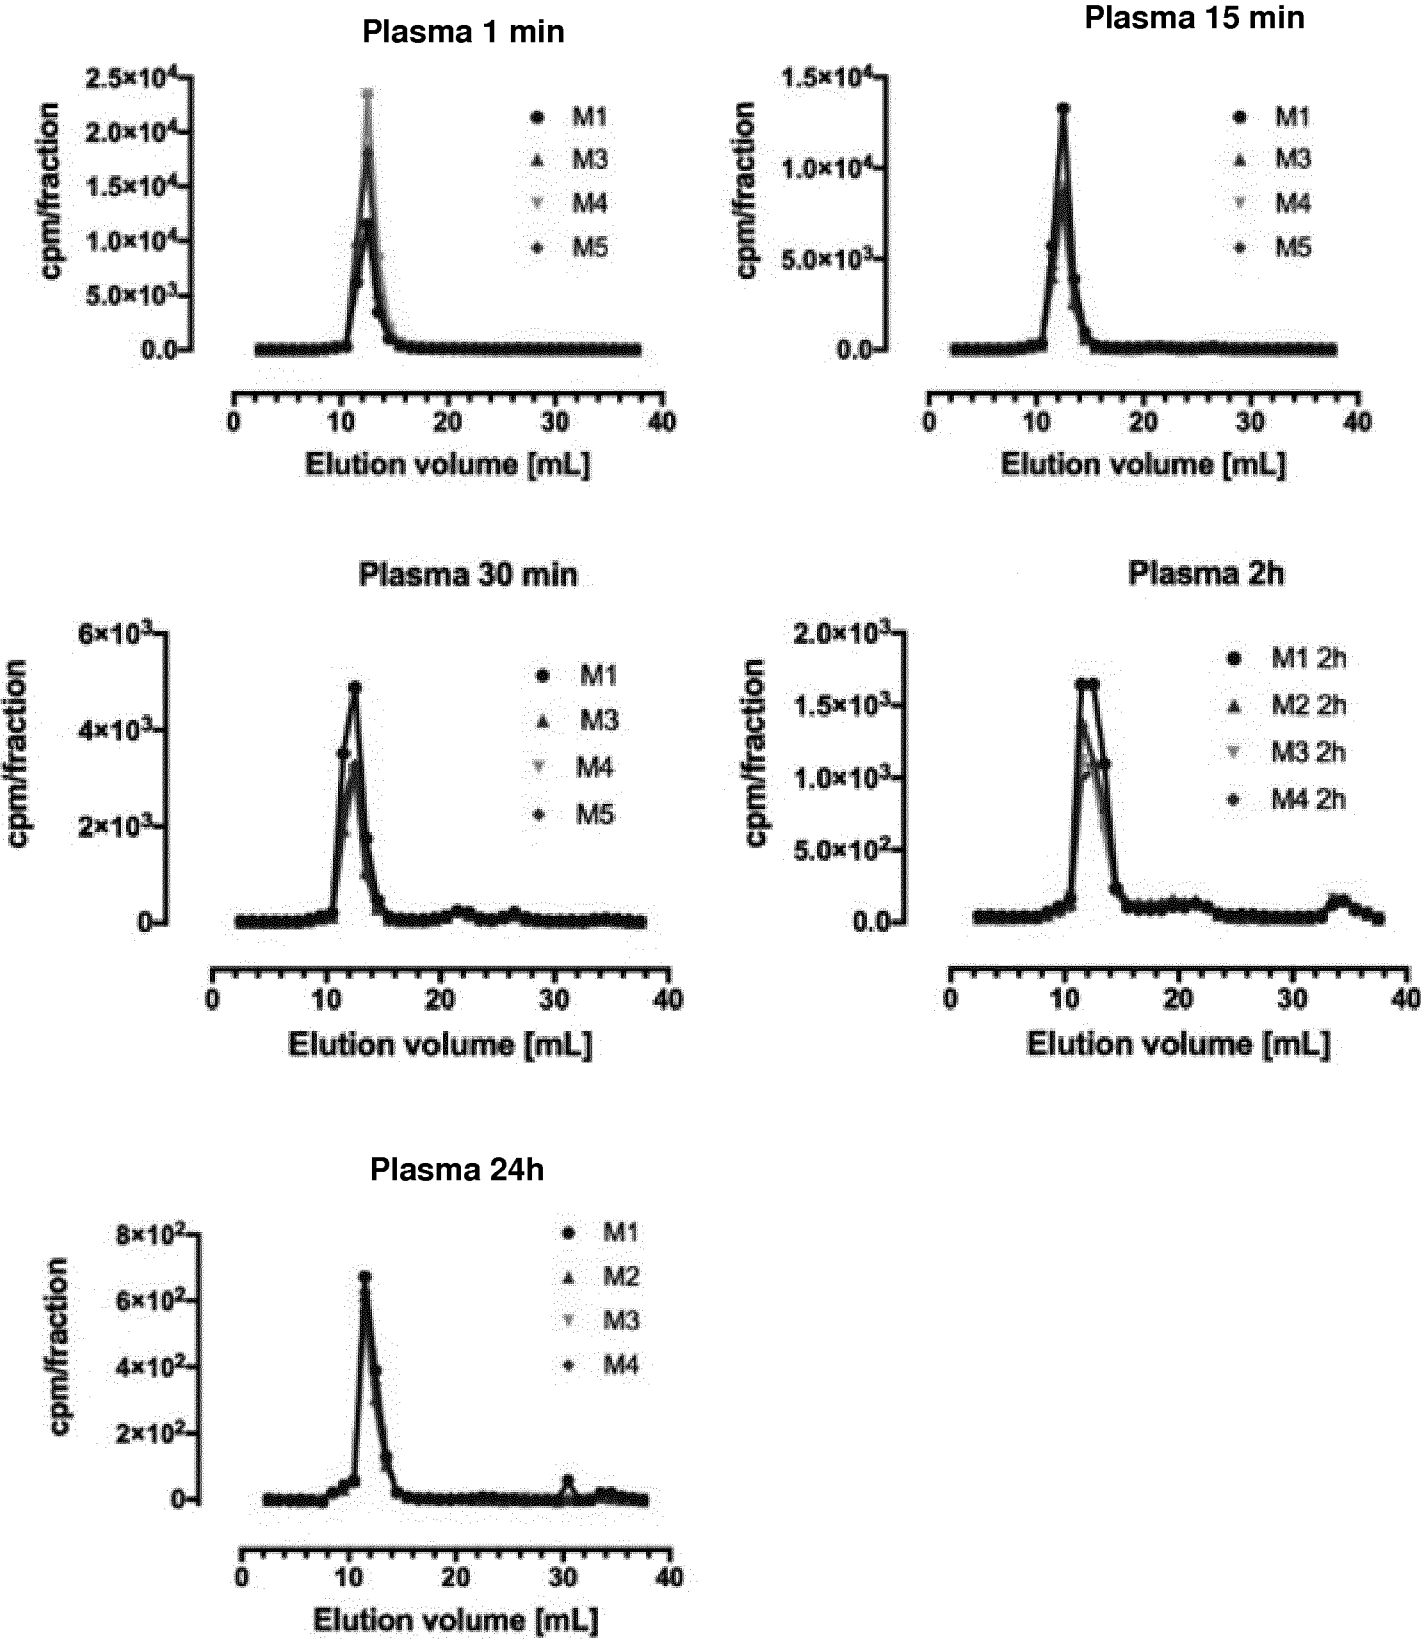 Plasma 1 min
2.5×10⁴
2.0×10⁴
1.5×10⁴
1.0×10⁴
5.0×10³
0.0
cpm/fraction
M1
M3
M4
M5
0 10 20 30 40
Elution volume [mL]
Plasma 15 min
1.5×10⁴
1.0×10⁴
5.0×10³
0.0
cpm/fraction
M1
M3
M4
M5
0 10 20 30 40
Elution volume [mL]
Plasma 30 min
6×10³
4×10³
2×10³
0
cpm/fraction
M1
M3
M4
M5
0 10 20 30 40
Elution volume [mL]
Plasma 2h
2.0×10³
1.5×10³
1.0×10³
5.0×10²
0.0
cpm/fraction
M1 2h
M2 2h
M3 2h
M4 2h
0 10 20 30 40
Elution volume [mL]
Plasma 24h
8×10²
6×10²
4×10²
2×10²
0
cpm/fraction
M1
M2
M3
M4
0 10 20 30 40
Elution volume [mL]